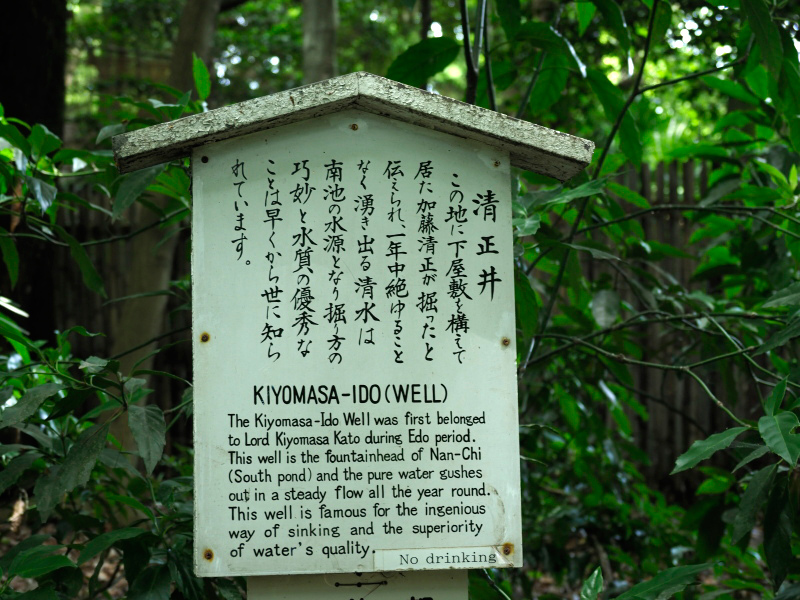 清正井
この地に下屋敷を構えて
居た加藤清正が掘ったと
伝えられ、一年中絶ゆること
なく湧き出る清水は
南池の水源となり掘り方の
巧妙と水質の優秀な
ことは早くから世に知ら
れています。
KIYOMASA-IDO(WELL)
The Kiyomasa-Ido Well was first belonged
to Lord Kiyomasa Kato during Edo period.
This well is the fountainhead of Nan-Chi
(South pond) and the pure water gushes
out in a steady flow all the year round.
This well is famous for the ingenious
way of sinking and the superiority
of water's quality.
No drinking